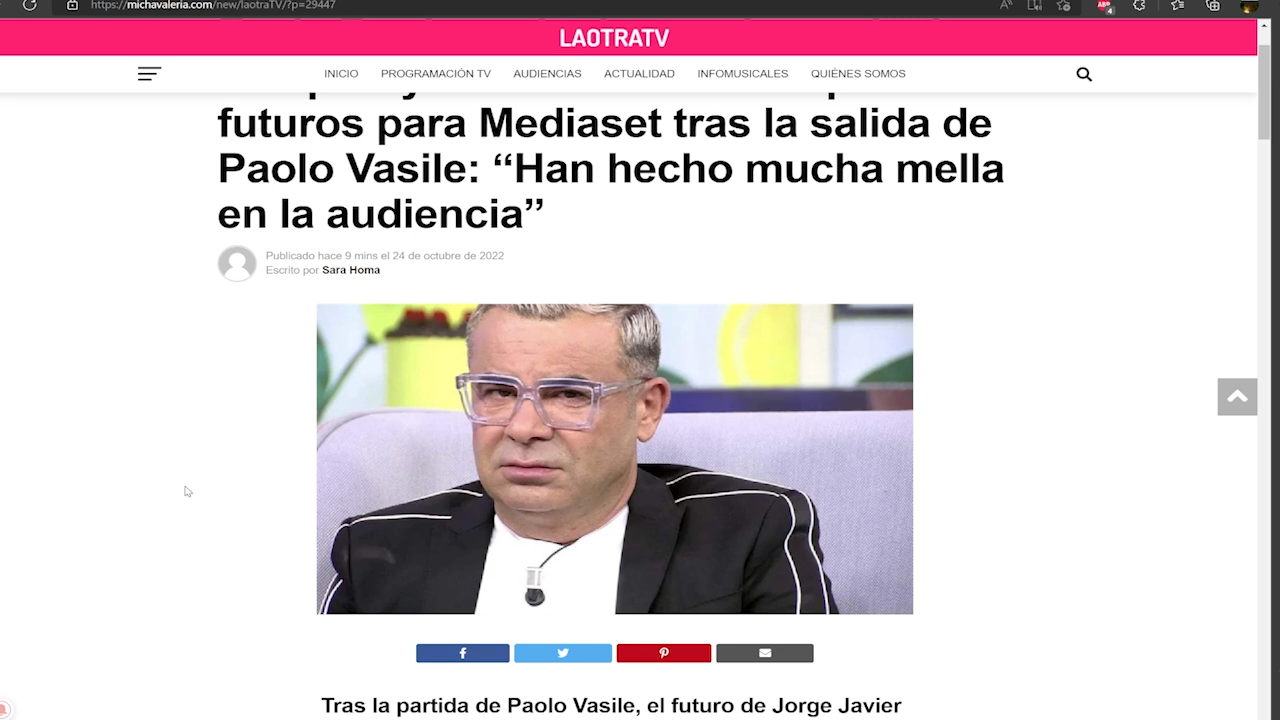 https://michavaleria.com/new/laotraTV/?p=29447
LAOTRATV
INICIO PROGRAMACIÓN TV AUDIENCIAS ACTUALIDAD INFOMUSICALES QUIÉNES SOMOS
futuros para Mediaset tras la salida de
Paolo Vasile: “Han hecho mucha mella
en la audiencia”
Publicado hace 9 mins el 24 de octubre de 2022
Escrito por Sara Homa
Tras la partida de Paolo Vasile, el futuro de Jorge Javier